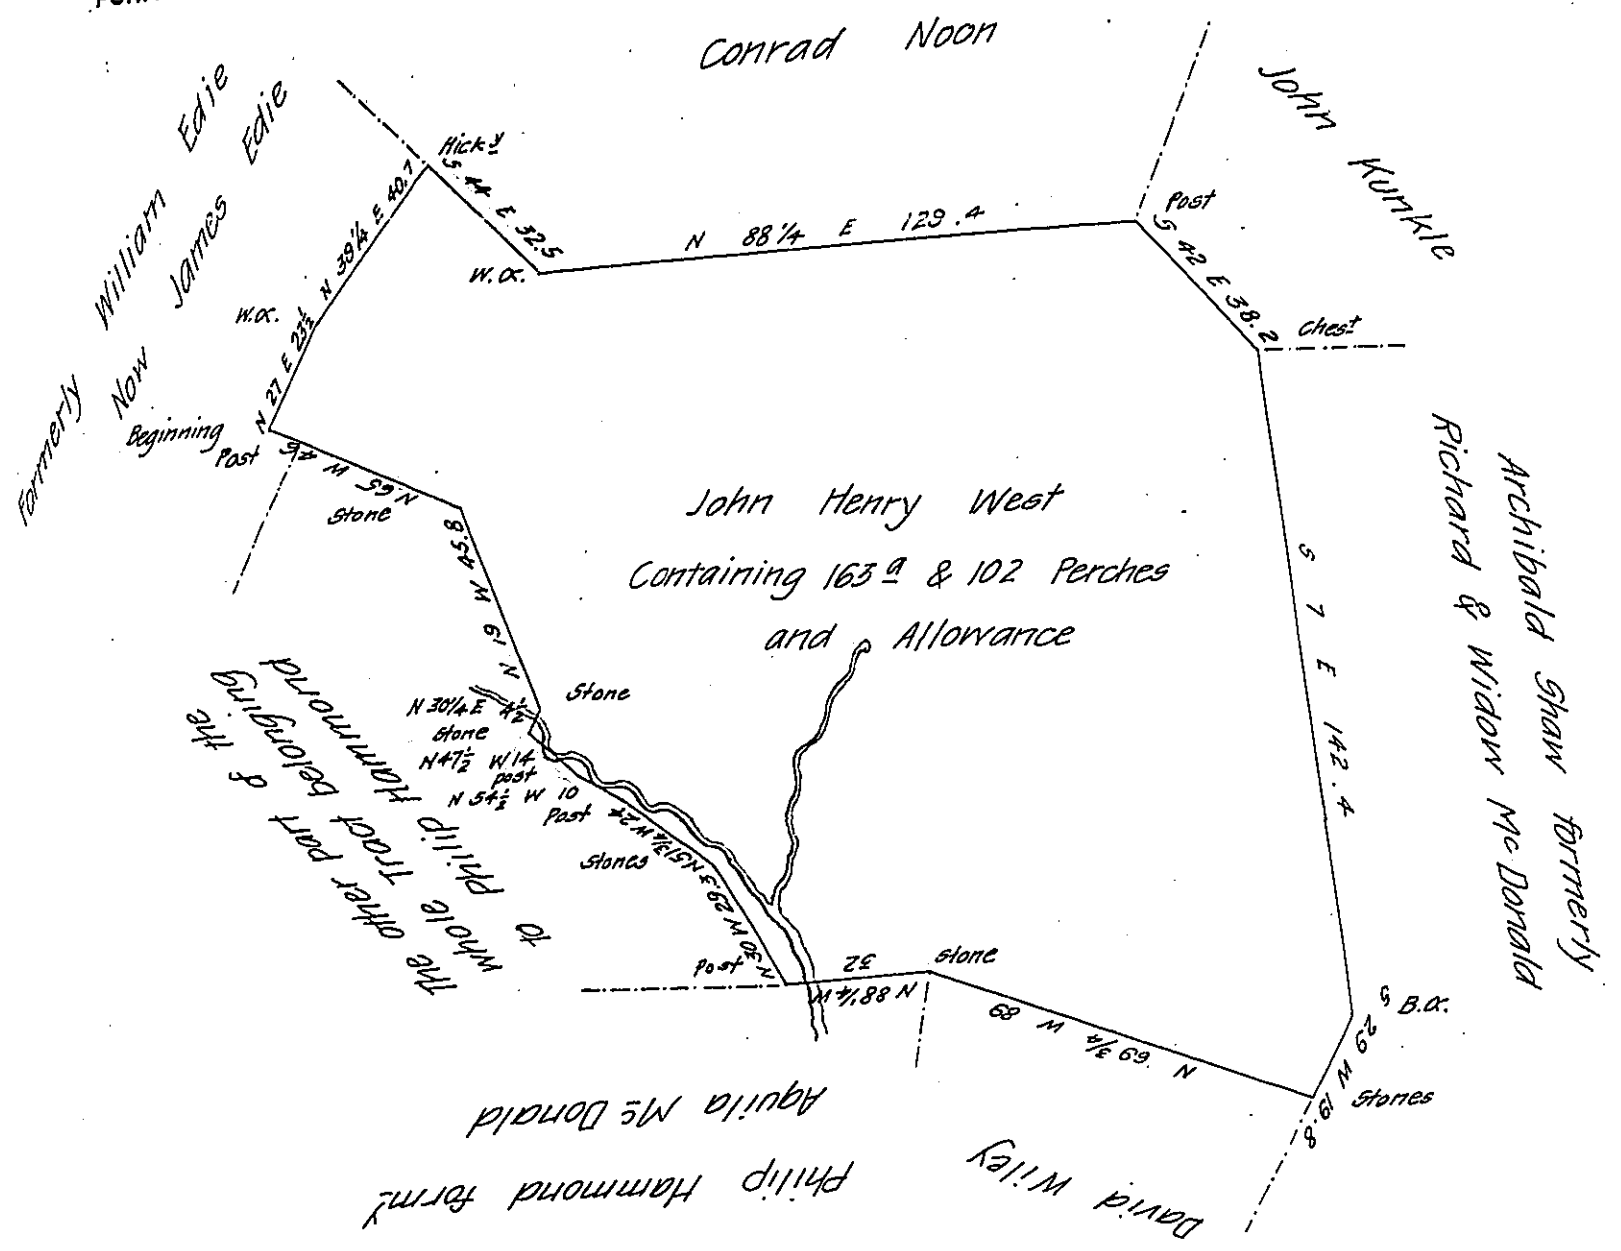 Conrad Noon
John Kunkle
Formerly William Edie
Now James Edie
Hick.y
S 44 E 32.5
W.O.
N 88 1/4 E 129.4
Post
S 42 E 38.2
Ches.t
N 39 1/4 E 40.7
W.O.
N 27 E 23 1/2
Beginning
Post
N. 65 W 46
Stone
N 19 W 45.8
John Henry West
Containing 163 a & 102 Perches
and Allowance
S 7 E 142.4
Archibald Shaw formerly
Richard & Widow McDonald
Stone
N 30 1/4 E 4 1/2
Stone
N 47 1/2 W 14
post
N 54 1/2 W 10
Post
N 51 3/4 W 24
Stones
N 30 W 29.3
Post
N 88 1/4 W
32
stone
N 69 3/4 W 89
S 29 W 19.8
B.O.
Stones
The other part of the
whole Tract belonging
to Philip Hammond
Aquila McDonald
Philip Hammond form.y
David Wiley